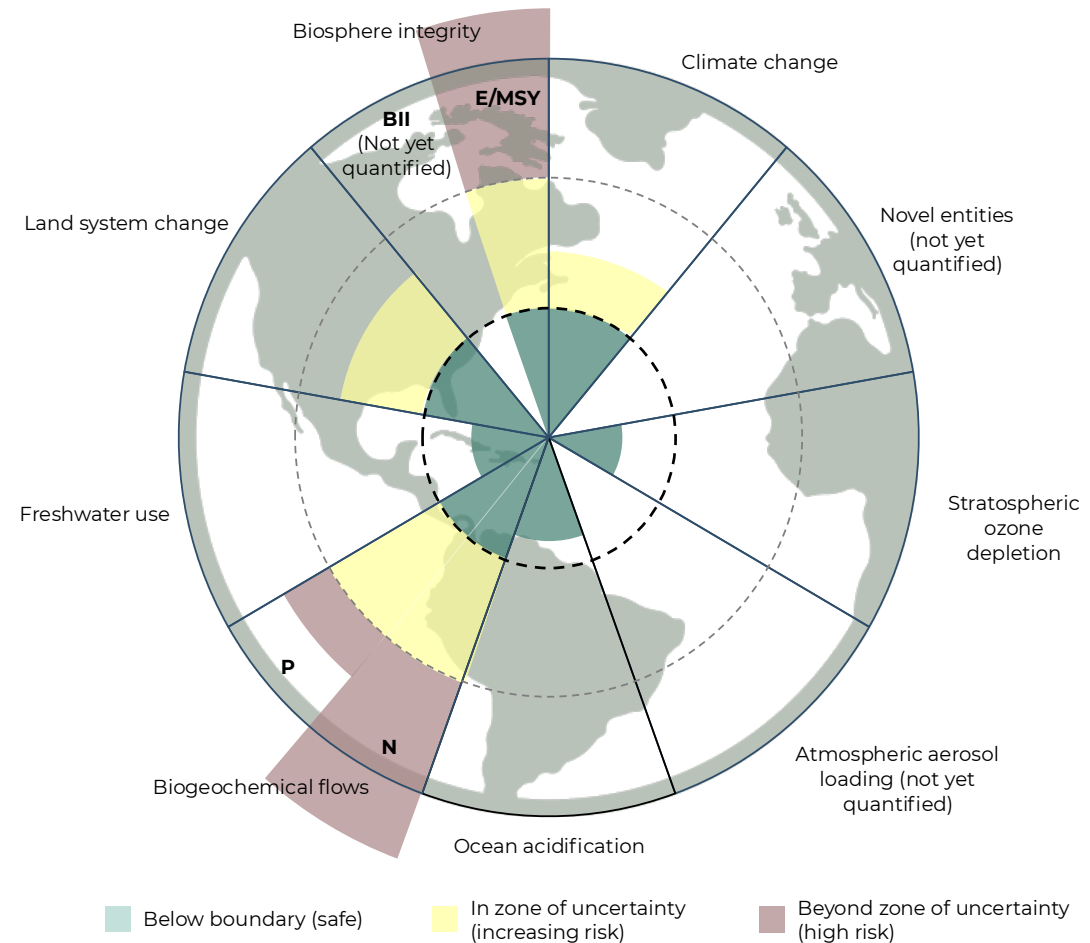 Biosphere integrity
Climate change
E/MSY
BII
(Not yet
quantified)
Land system change
Novel entities
(not yet
quantified)
Freshwater use
Stratospheric
ozone
depletion
P
N
Biogeochemical flows
Atmospheric aerosol
loading (not yet
quantified)
Ocean acidification
Below boundary (safe)
In zone of uncertainty
(increasing risk)
Beyond zone of uncertainty
(high risk)